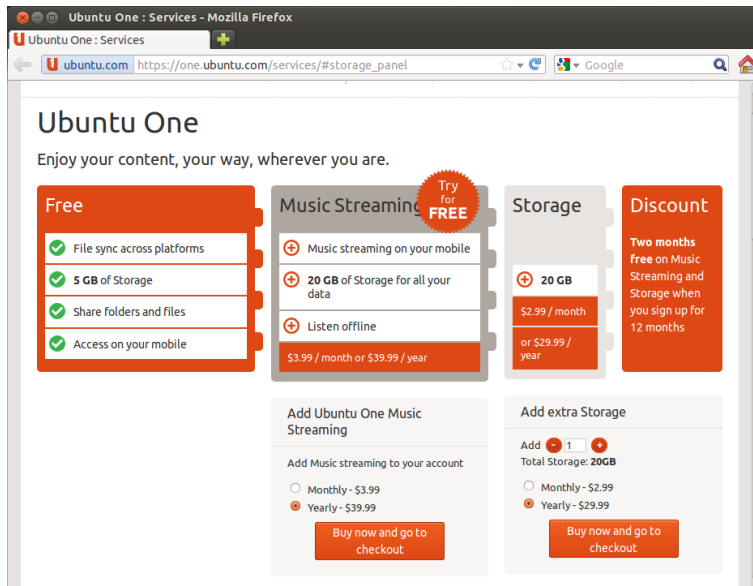 Ubuntu One : Services - Mozilla Firefox
Ubuntu One : Services
ubuntu.com https://one.ubuntu.com/services/#storage_panel
Google
Ubuntu One
Enjoy your content, your way, wherever you are.
Free
File sync across platforms
5 GB of Storage
Share folders and files
Access on your mobile
Music Streaming
Try
for
FREE
Music streaming on your mobile
20 GB of Storage for all your
data
Listen offline
$3.99 / month or $39.99 / year
Storage
20 GB
$2.99 / month
or $29.99 /
year
Discount
Two months
free on Music
Streaming and
Storage when
you sign up for
12 months
Add Ubuntu One Music
Streaming
Add Music streaming to your account
Monthly - $3.99
Yearly - $39.99
Buy now and go to
checkout
Add extra Storage
Add - 1 +
Total Storage: 20GB
Monthly - $2.99
Yearly - $29.99
Buy now and go to
checkout